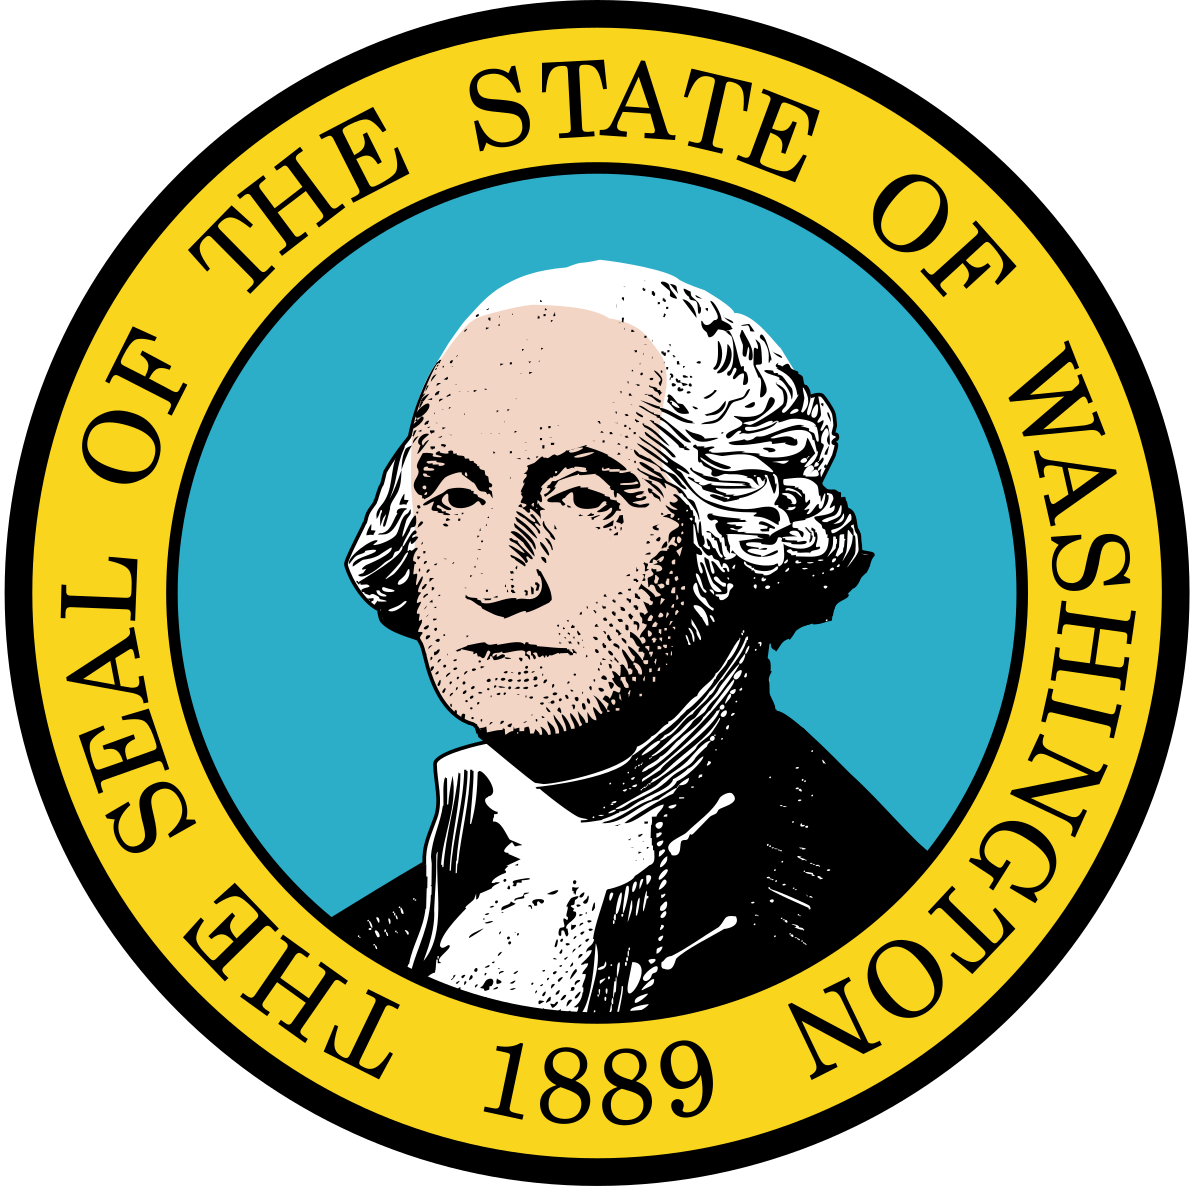 THE SEAL OF THE STATE OF WASHINGTON
1889